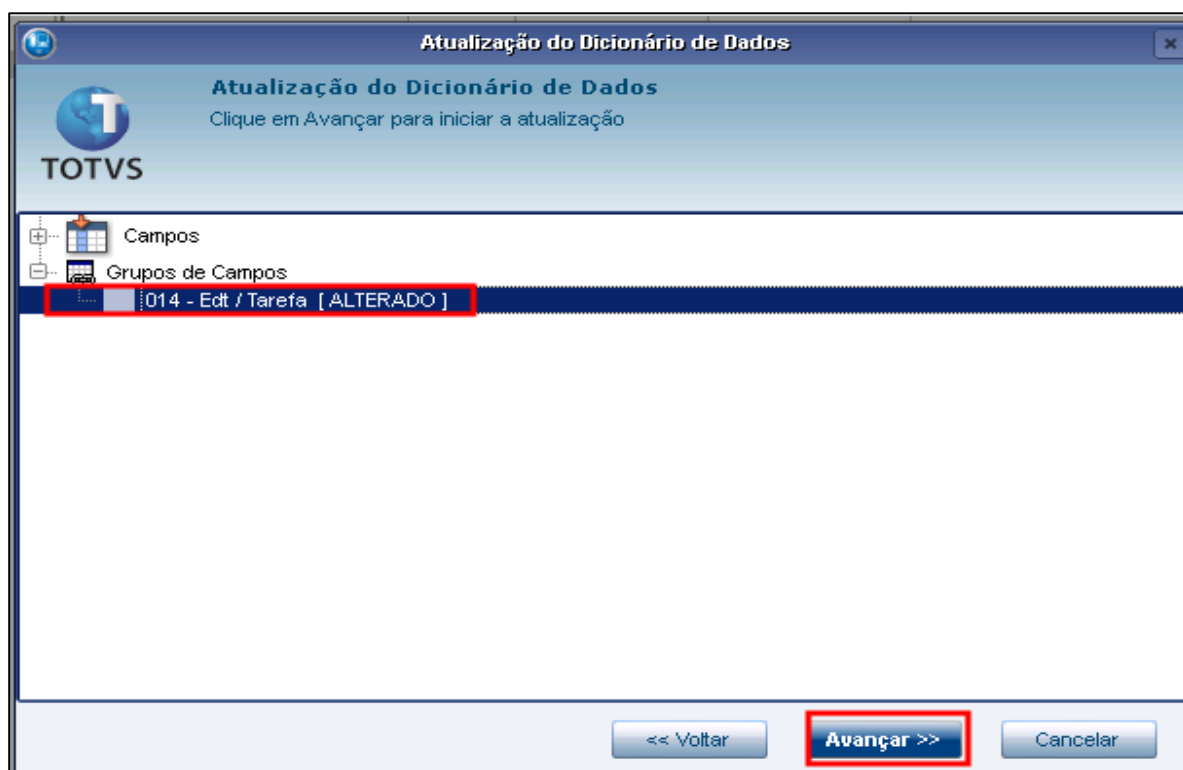 Atualização do Dicionário de Dados
Atualização do Dicionário de Dados
Clique em Avançar para iniciar a atualização
TOTVS
Campos
Grupos de Campos
014 - Edt / Tarefa [ ALTERADO ]
<< Voltar
Avançar >>
Cancelar